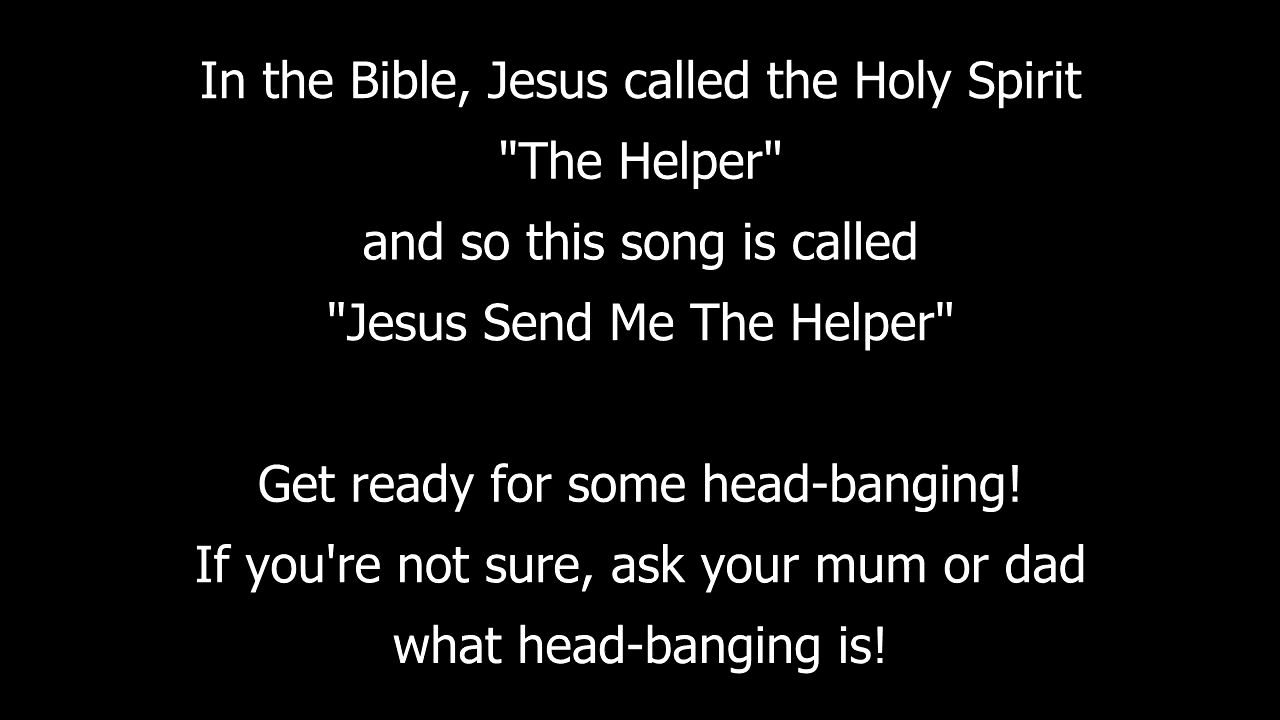 In the Bible, Jesus called the Holy Spirit
"The Helper"
and so this song is called
"Jesus Send Me The Helper"
Get ready for some head-banging!
If you're not sure, ask your mum or dad
what head-banging is!